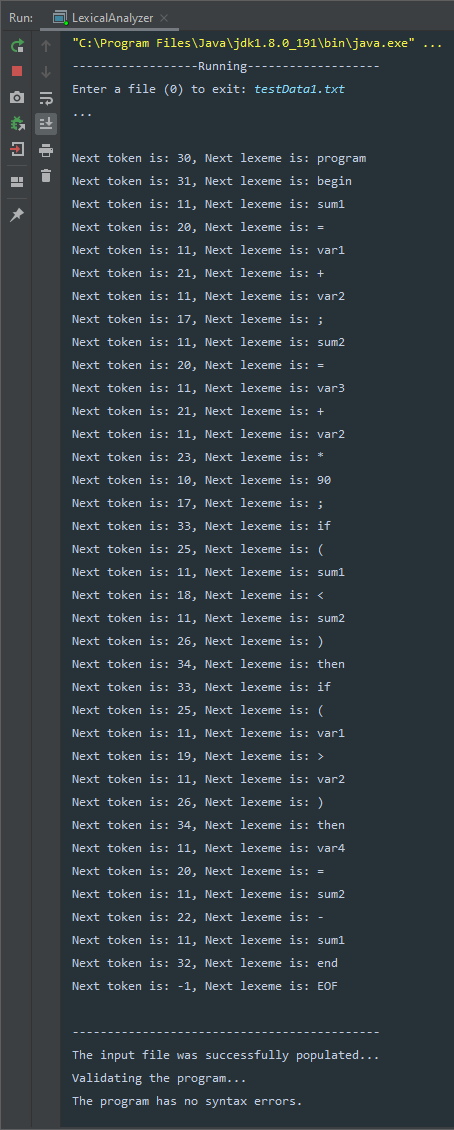 Run: LexicalAnalyzer ×
"C:\Program Files\Java\jdk1.8.0_191\bin\java.exe" ...
------------------Running-------------------
Enter a file (0) to exit: testData1.txt
...
Next token is: 30, Next lexeme is: program
Next token is: 31, Next lexeme is: begin
Next token is: 11, Next lexeme is: sum1
Next token is: 20, Next lexeme is: =
Next token is: 11, Next lexeme is: var1
Next token is: 21, Next lexeme is: +
Next token is: 11, Next lexeme is: var2
Next token is: 17, Next lexeme is: ;
Next token is: 11, Next lexeme is: sum2
Next token is: 20, Next lexeme is: =
Next token is: 11, Next lexeme is: var3
Next token is: 21, Next lexeme is: +
Next token is: 11, Next lexeme is: var2
Next token is: 23, Next lexeme is: *
Next token is: 10, Next lexeme is: 90
Next token is: 17, Next lexeme is: ;
Next token is: 33, Next lexeme is: if
Next token is: 25, Next lexeme is: (
Next token is: 11, Next lexeme is: sum1
Next token is: 18, Next lexeme is: <
Next token is: 11, Next lexeme is: sum2
Next token is: 26, Next lexeme is: )
Next token is: 34, Next lexeme is: then
Next token is: 33, Next lexeme is: if
Next token is: 25, Next lexeme is: (
Next token is: 11, Next lexeme is: var1
Next token is: 19, Next lexeme is: >
Next token is: 11, Next lexeme is: var2
Next token is: 26, Next lexeme is: )
Next token is: 34, Next lexeme is: then
Next token is: 11, Next lexeme is: var4
Next token is: 20, Next lexeme is: =
Next token is: 11, Next lexeme is: sum2
Next token is: 22, Next lexeme is: -
Next token is: 11, Next lexeme is: sum1
Next token is: 32, Next lexeme is: end
Next token is: -1, Next lexeme is: EOF
--------------------------------------------
The input file was successfully populated...
Validating the program...
The program has no syntax errors.